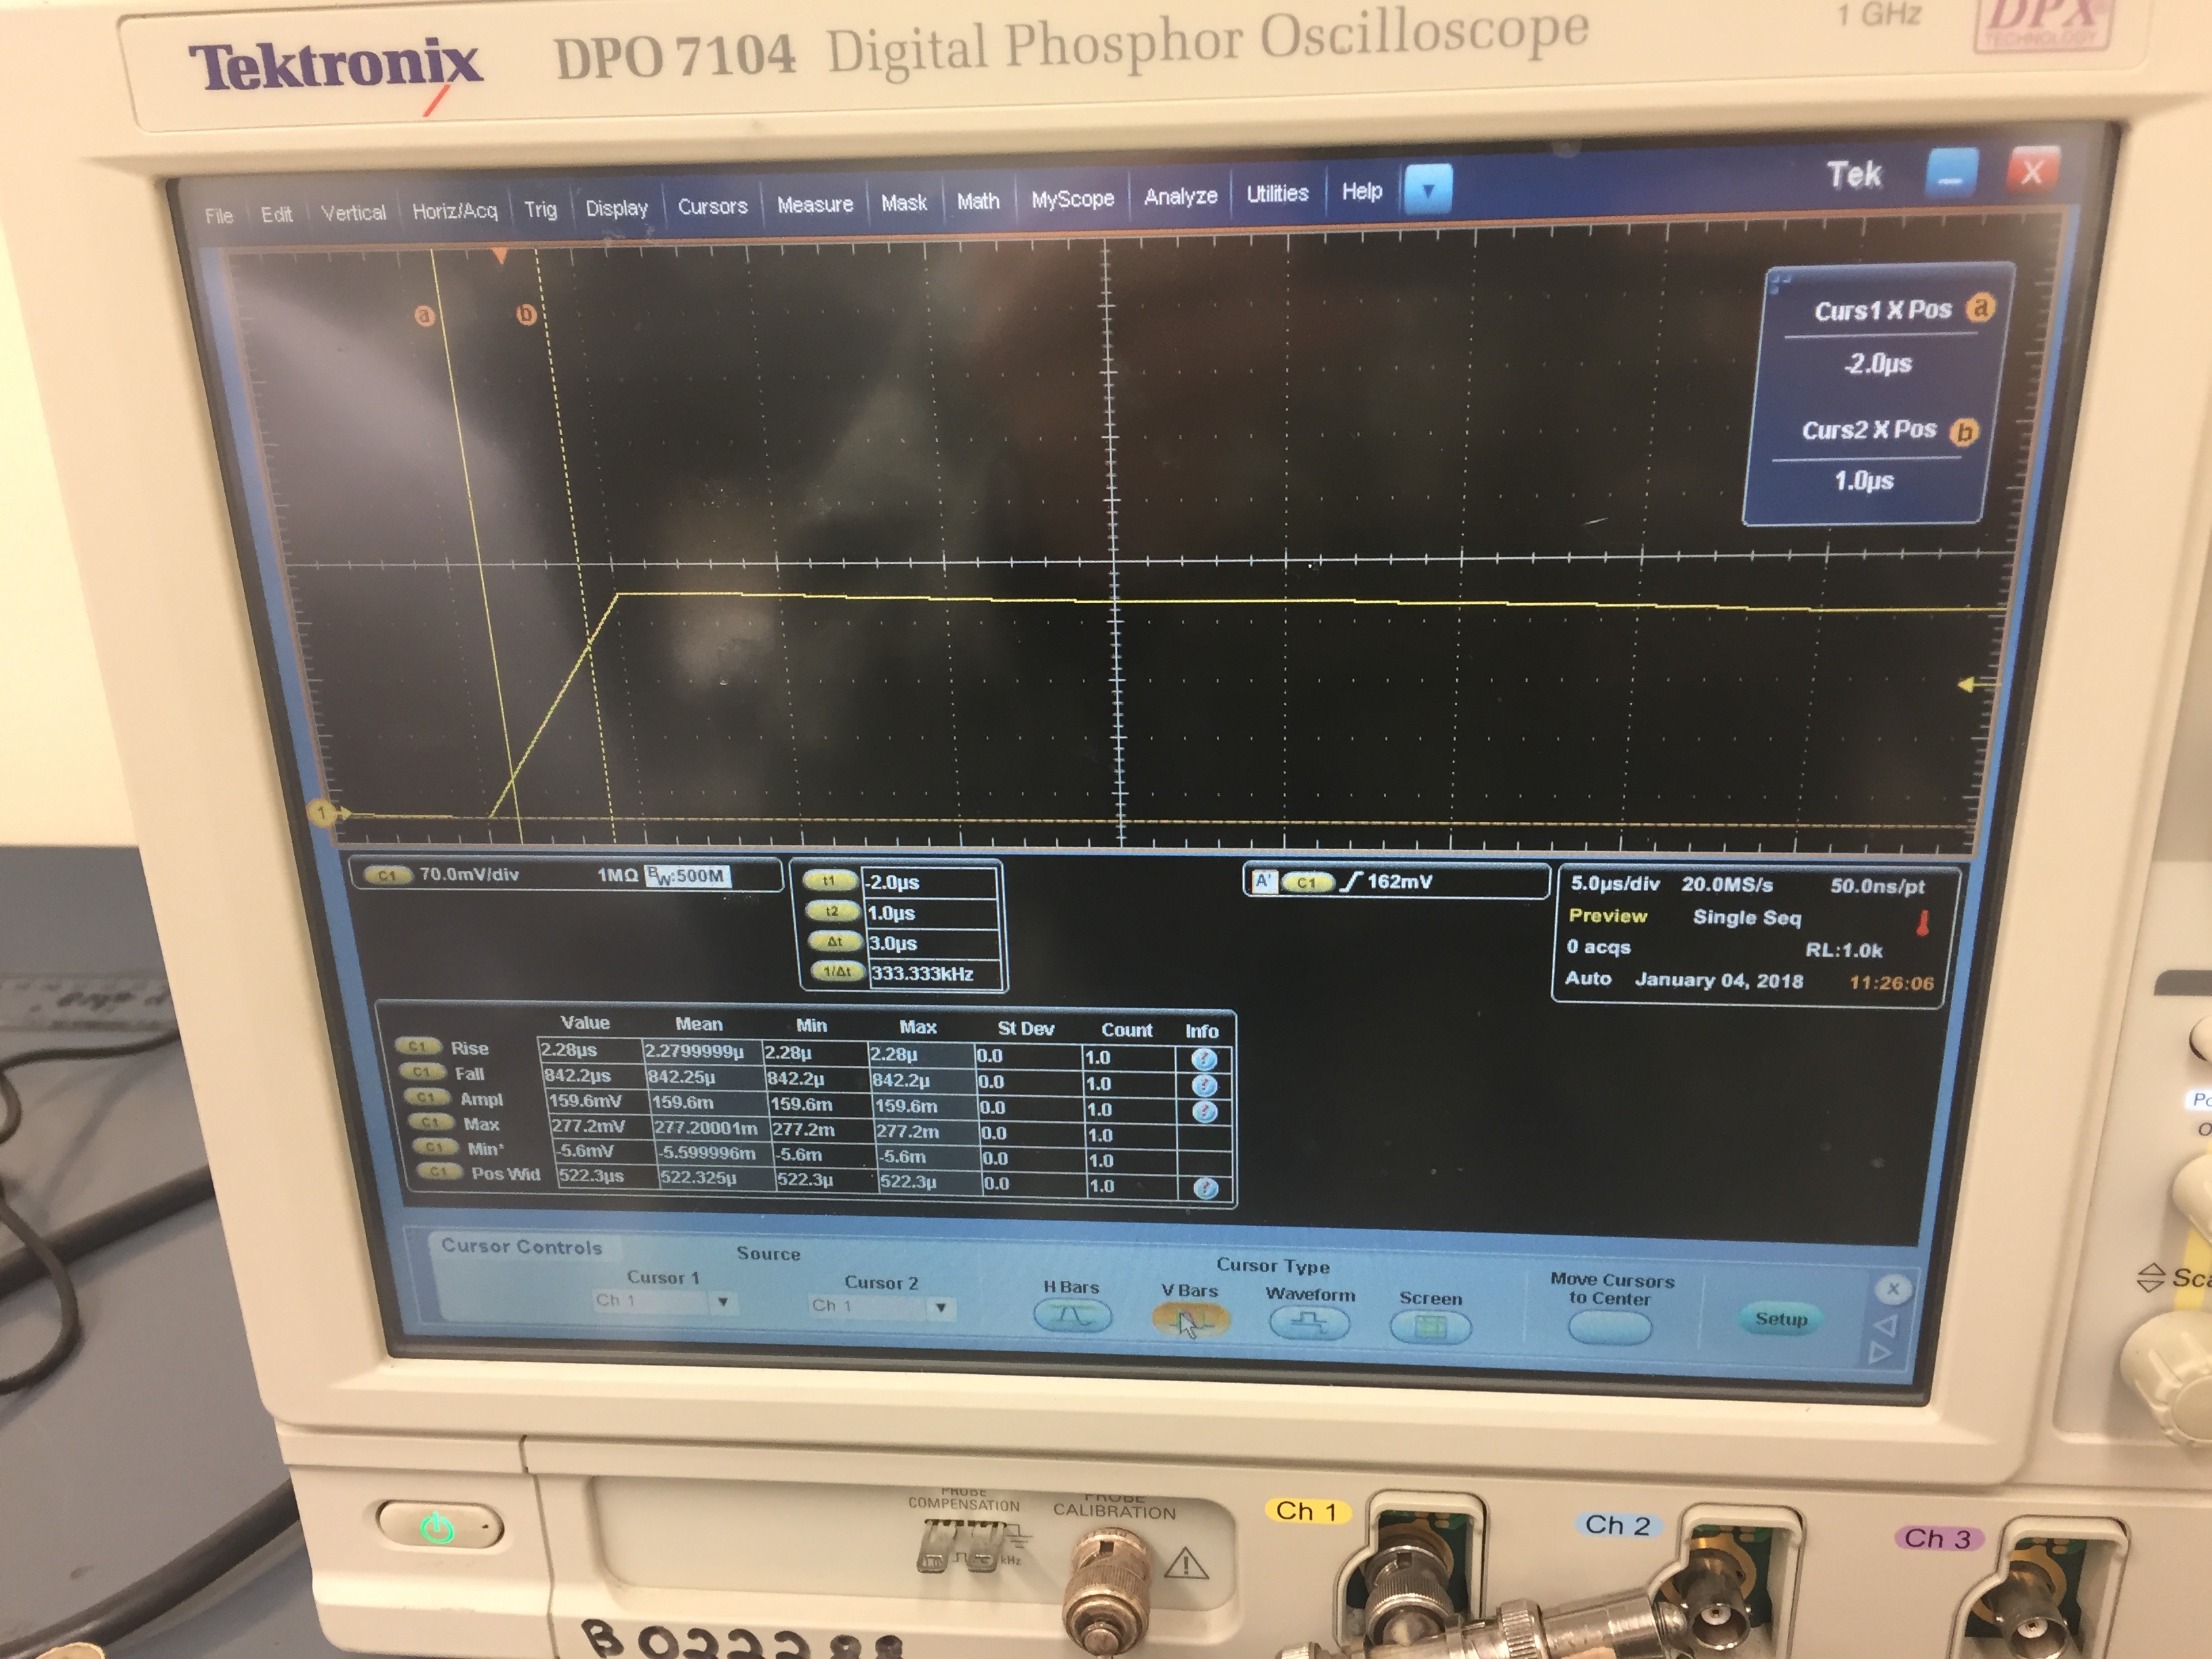 Tektronix DPO 7104 Digital Phosphor Oscilloscope 1 GHz DPX®
TECHNOLOGY
File Edit Vertical Horiz/Acq Trig Display Cursors Measure Mask Math MyScope Analyze Utilities Help Tek X
a b
Curs1 X Pos a
-2.0µs
Curs2 X Pos b
1.0µs
1
C1 70.0mV/div 1MΩ BW:500M
t1 -2.0µs
t2 1.0µs
Δt 3.0µs
1/Δt 333.333kHz
A' C1 162mV
5.0µs/div 20.0MS/s 50.0ns/pt
Preview Single Seq
0 acqs RL:1.0k
Auto January 04, 2018 11:26:06
Value Mean Min Max St Dev Count Info
C1 Rise 2.28µs 2.2799999µ 2.28µ 2.28µ 0.0 1.0
C1 Fall 842.2µs 842.25µ 842.2µ 842.2µ 0.0 1.0
C1 Ampl 159.6mV 159.6m 159.6m 159.6m 0.0 1.0
C1 Max 277.2mV 277.20001m 277.2m 277.2m 0.0 1.0
C1 Min* -5.6mV -5.599996m -5.6m -5.6m 0.0 1.0
C1 Pos Wid 522.3µs 522.325µ 522.3µ 522.3µ 0.0 1.0
Cursor Controls
Source
Cursor 1
Ch 1
Cursor 2
Ch 1
Cursor Type
H Bars V Bars Waveform Screen
Move Cursors
to Center
Setup
X
PROBE
COMPENSATION
kHz
PROBE
CALIBRATION
Ch 1
Ch 2
Ch 3
B022288